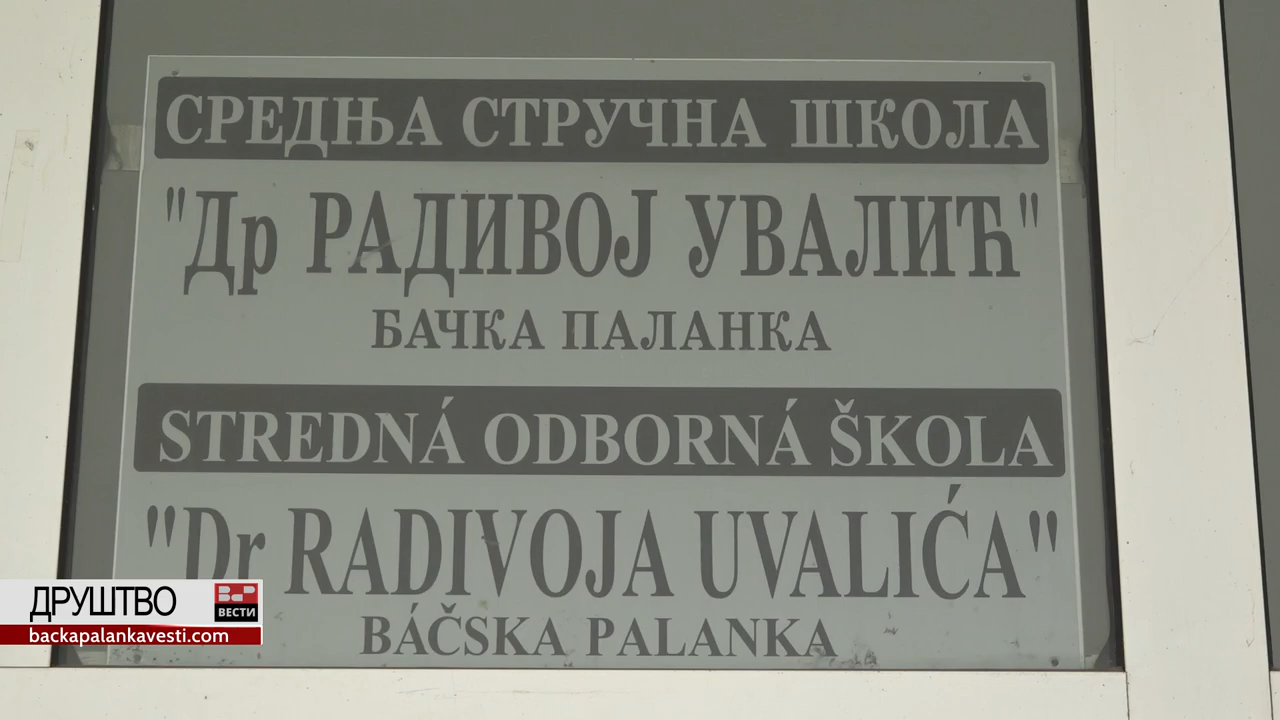 СРЕДЊА СТРУЧНА ШКОЛА
"Др РАДИВОЈ УВАЛИЋ"
БАЧКА ПАЛАНКА
STREDNÁ ODBORNÁ ŠKOLA
"Dr RADIVOJA UVALIĆA"
BÁČSKA PALANKA
ДРУШТВО
BCP
ВЕСТИ
backapalankavesti.com